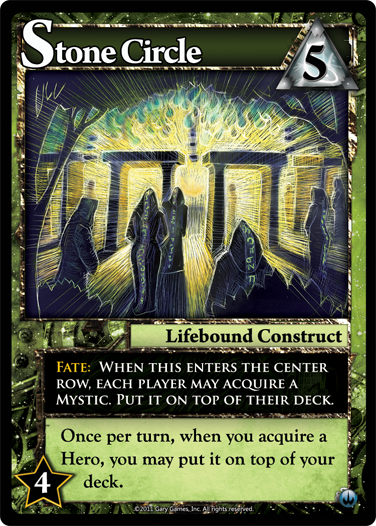 Stone Circle
5
Lifebound Construct
Fate: When this enters the center
row, each player may acquire a
Mystic. Put it on top of their deck.
Once per turn, when you acquire a
Hero, you may put it on top of your
deck.
4
©2011 Gary Games, Inc. All rights reserved.